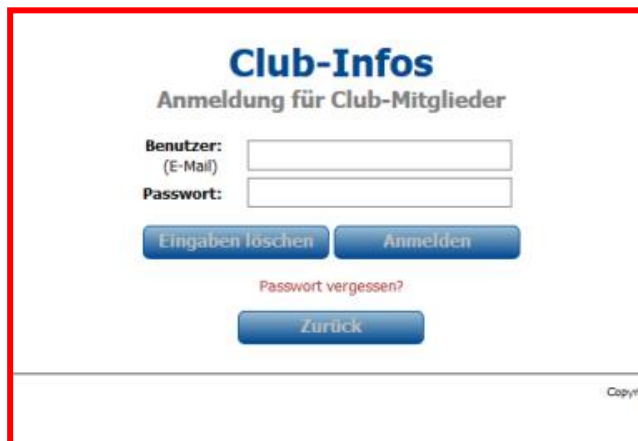 Club-Infos
Anmeldung für Club-Mitglieder
Benutzer:
(E-Mail)
Passwort:
Eingaben löschen Anmelden
Passwort vergessen?
Zurück